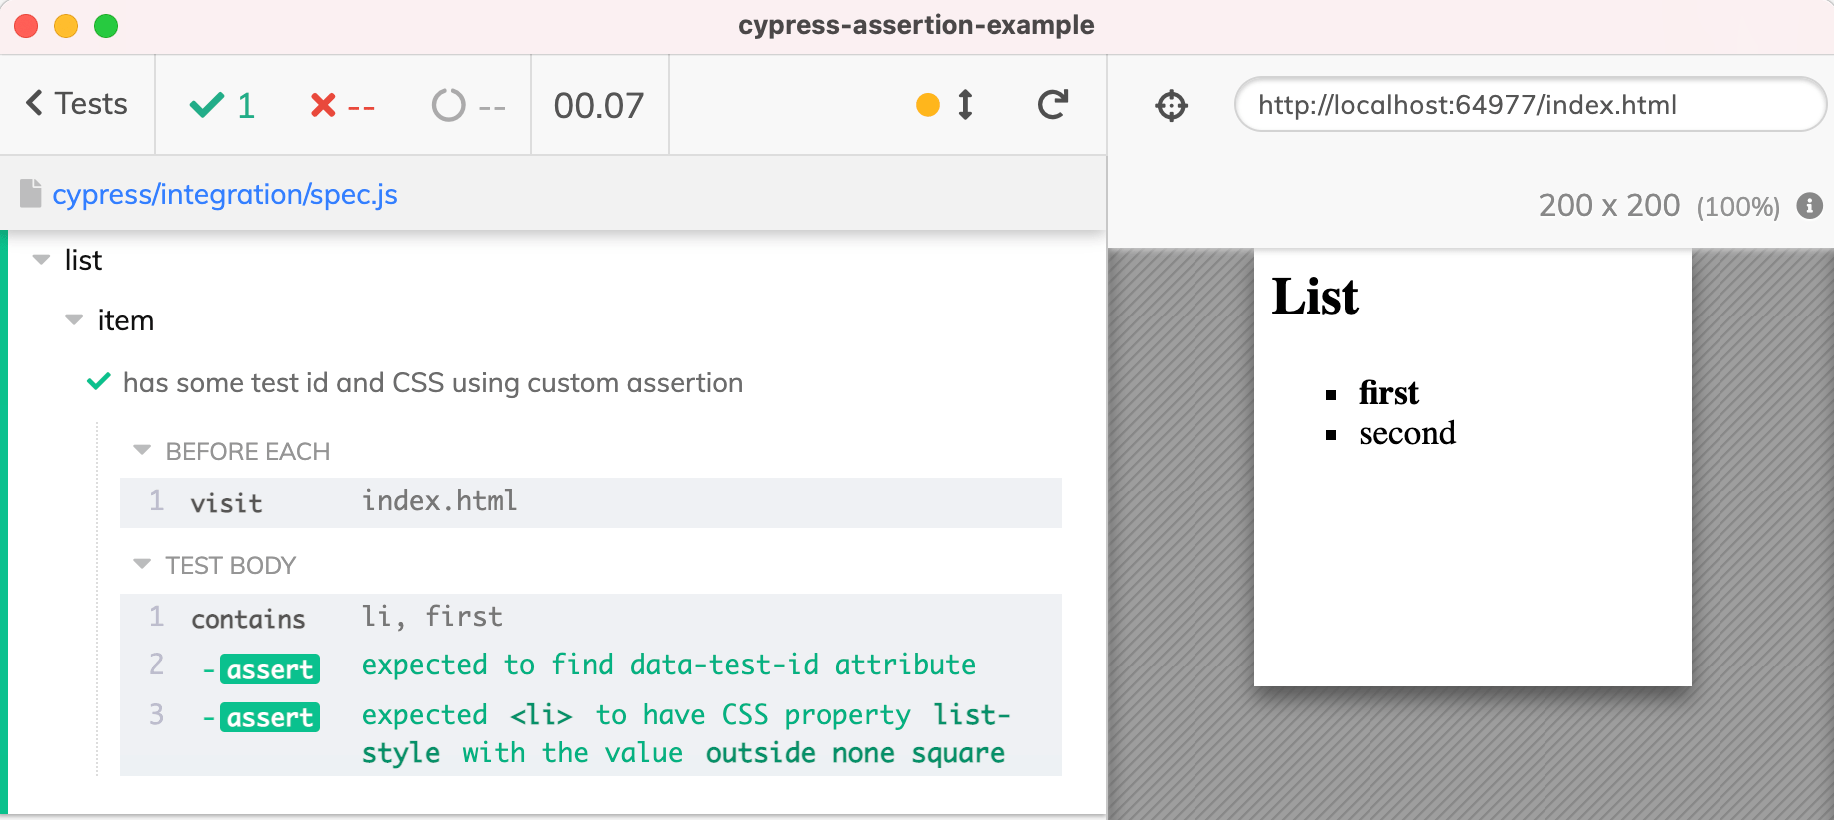 cypress-assertion-example
Tests
1
--
--
00.07
http://localhost:64977/index.html
cypress/integration/spec.js
200 x 200 (100%)
list
item
has some test id and CSS using custom assertion
BEFORE EACH
1 visit index.html
TEST BODY
1 contains li, first
2 -assert expected to find data-test-id attribute
3 -assert expected <li> to have CSS property list-
style with the value outside none square
List
first
second